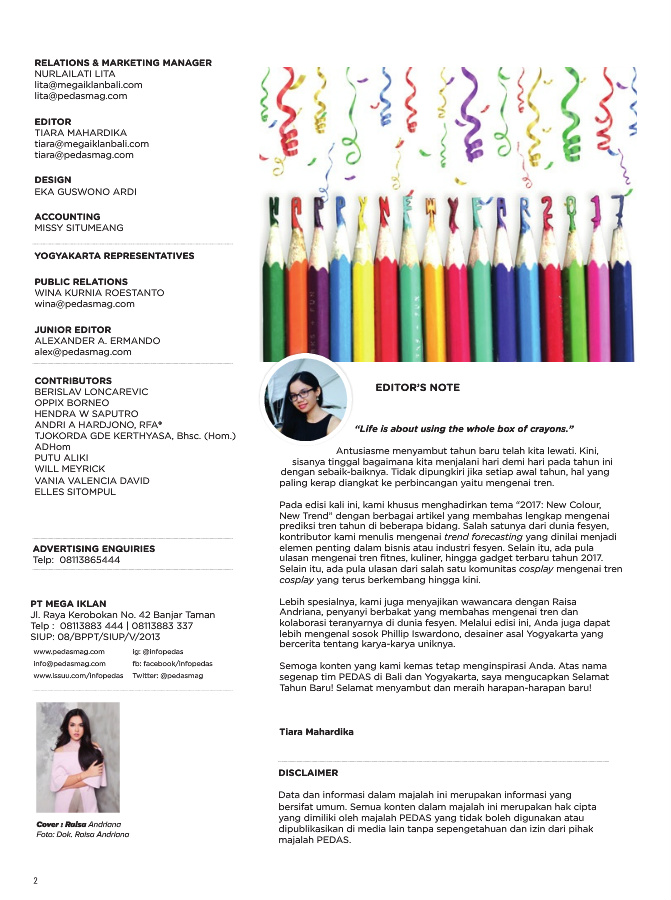 RELATIONS & MARKETING MANAGER
NURLAILATI LITA
lita@megaiklanbali.com
lita@pedasmag.com
EDITOR
TIARA MAHARDIKA
tiara@megaiklanbali.com
tiara@pedasmag.com
DESIGN
EKA GUSWONO ARDI
ACCOUNTING
MISSY SITUMEANG
YOGYAKARTA REPRESENTATIVES
PUBLIC RELATIONS
WINA KURNIA ROESTANTO
wina@pedasmag.com
JUNIOR EDITOR
ALEXANDER A. ERMANDO
alex@pedasmag.com
CONTRIBUTORS
BERISLAV LONCAREVIC
OPPIX BORNEO
HENDRA W SAPUTRO
ANDRI A HARDJONO, RFA®
TJOKORDA GDE KERTHYASA, Bhsc. (Hom.)
ADHom
PUTU ALIKI
WILL MEYRICK
VANIA VALENCIA DAVID
ELLES SITOMPUL
ADVERTISING ENQUIRIES
Telp: 08113865444
PT MEGA IKLAN
Jl. Raya Kerobokan No. 42 Banjar Taman
Telp : 08113883 444 | 08113883 337
SIUP: 08/BPPT/SIUP/V/2013
www.pedasmag.com ig: @infopedas
info@pedasmag.com fb: facebook/infopedas
www.issuu.com/infopedas Twitter: @pedasmag
Cover : Raisa Andriana
Foto: Dok. Raisa Andriana
2
HAPPYNEWYEAR2017
EDITOR'S NOTE
“Life is about using the whole box of crayons.”
Antusiasme menyambut tahun baru telah kita lewati. Kini,
sisanya tinggal bagaimana kita menjalani hari demi hari pada tahun ini
dengan sebaik-baiknya. Tidak dipungkiri jika setiap awal tahun, hal yang
paling kerap diangkat ke perbincangan yaitu mengenai tren.
Pada edisi kali ini, kami khusus menghadirkan tema “2017: New Colour,
New Trend” dengan berbagai artikel yang membahas lengkap mengenai
prediksi tren tahun di beberapa bidang. Salah satunya dari dunia fesyen,
kontributor kami menulis mengenai trend forecasting yang dinilai menjadi
elemen penting dalam bisnis atau industri fesyen. Selain itu, ada pula
ulasan mengenai tren fitnes, kuliner, hingga gadget terbaru tahun 2017.
Selain itu, ada pula ulasan dari salah satu komunitas cosplay mengenai tren
cosplay yang terus berkembang hingga kini.
Lebih spesialnya, kami juga menyajikan wawancara dengan Raisa
Andriana, penyanyi berbakat yang membahas mengenai tren dan
kolaborasi teranyarnya di dunia fesyen. Melalui edisi ini, Anda juga dapat
lebih mengenal sosok Phillip Iswardono, desainer asal Yogyakarta yang
bercerita tentang karya-karya uniknya.
Semoga konten yang kami kemas tetap menginspirasi Anda. Atas nama
segenap tim PEDAS di Bali dan Yogyakarta, saya mengucapkan Selamat
Tahun Baru! Selamat menyambut dan meraih harapan-harapan baru!
Tiara Mahardika
DISCLAIMER
Data dan informasi dalam majalah ini merupakan informasi yang
bersifat umum. Semua konten dalam majalah ini merupakan hak cipta
yang dimiliki oleh majalah PEDAS yang tidak boleh digunakan atau
dipublikasikan di media lain tanpa sepengetahuan dan izin dari pihak
majalah PEDAS.